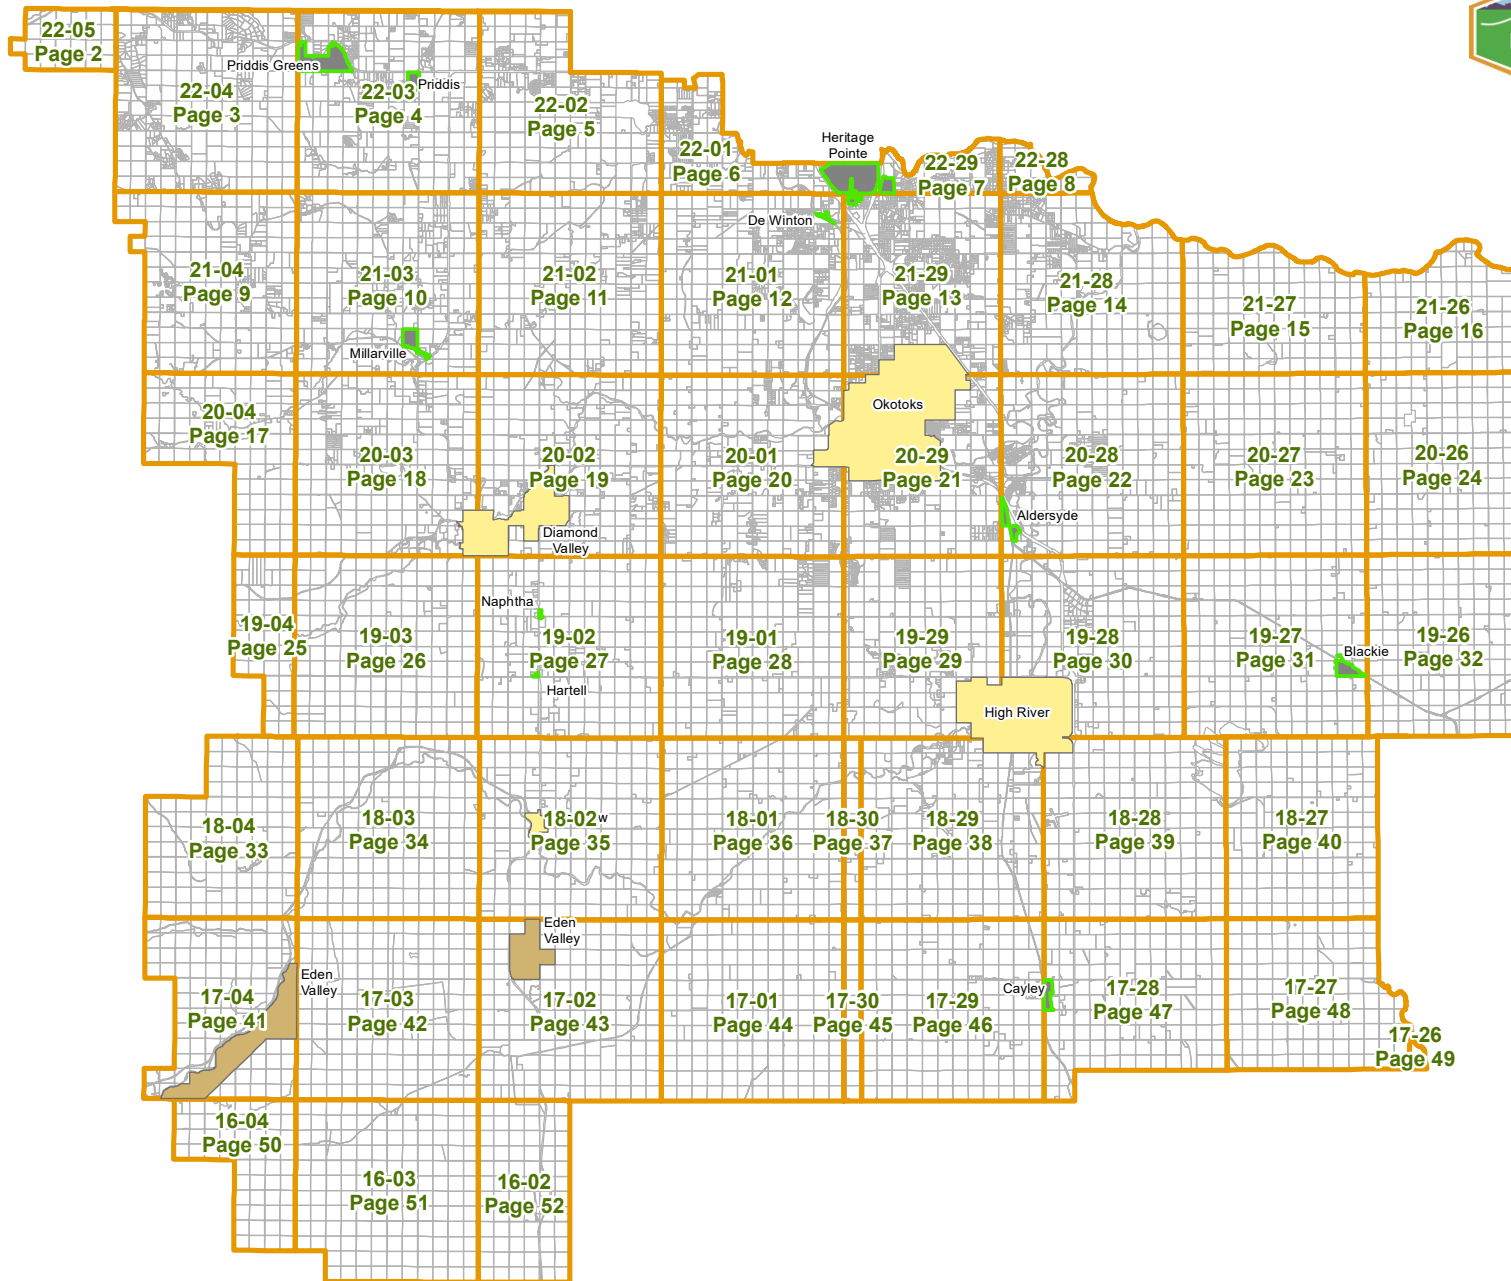 22-05
Page 2
Priddis Greens
Priddis
22-04
Page 3
22-03
Page 4
22-02
Page 5
22-01
Page 6
Heritage
Pointe
22-29
Page 7
22-28
Page 8
De Winton
21-04
Page 9
21-03
Page 10
21-02
Page 11
21-01
Page 12
21-29
Page 13
21-28
Page 14
21-27
Page 15
21-26
Page 16
Millarville
Okotoks
20-04
Page 17
20-03
Page 18
20-02
Page 19
20-01
Page 20
20-29
Page 21
20-28
Page 22
20-27
Page 23
20-26
Page 24
Aldersyde
Diamond
Valley
Naphtha
19-04
Page 25
19-03
Page 26
19-02
Page 27
19-01
Page 28
19-29
Page 29
19-28
Page 30
19-27
Page 31
Blackie
19-26
Page 32
Hartell
High River
18-04
Page 33
18-03
Page 34
18-02 w
Page 35
18-01
Page 36
18-30
Page 37
18-29
Page 38
18-28
Page 39
18-27
Page 40
Eden
Valley
Eden
Valley
Cayley
17-04
Page 41
17-03
Page 42
17-02
Page 43
17-01
Page 44
17-30
Page 45
17-29
Page 46
17-28
Page 47
17-27
Page 48
17-26
Page 49
16-04
Page 50
16-03
Page 51
16-02
Page 52